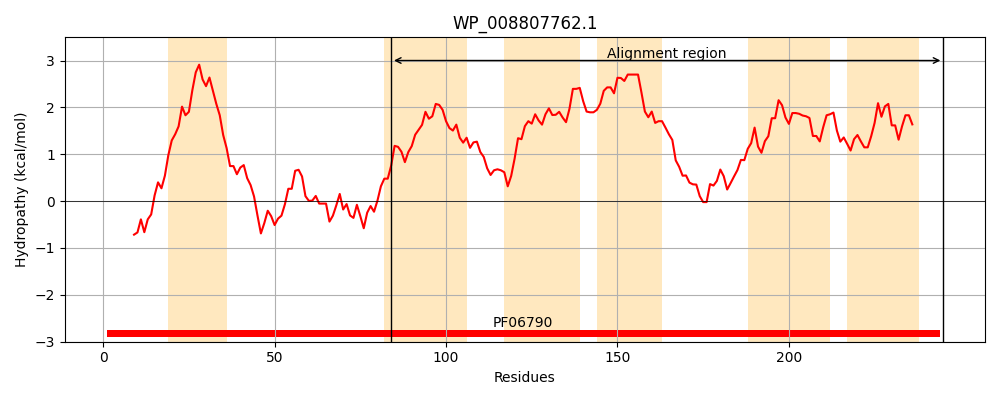 WP_008807762.1
Alignment region
3
2
1
0
−1
−2
−3
Hydropathy (kcal/mol)
PF06790
0
50
100
150
200
Residues